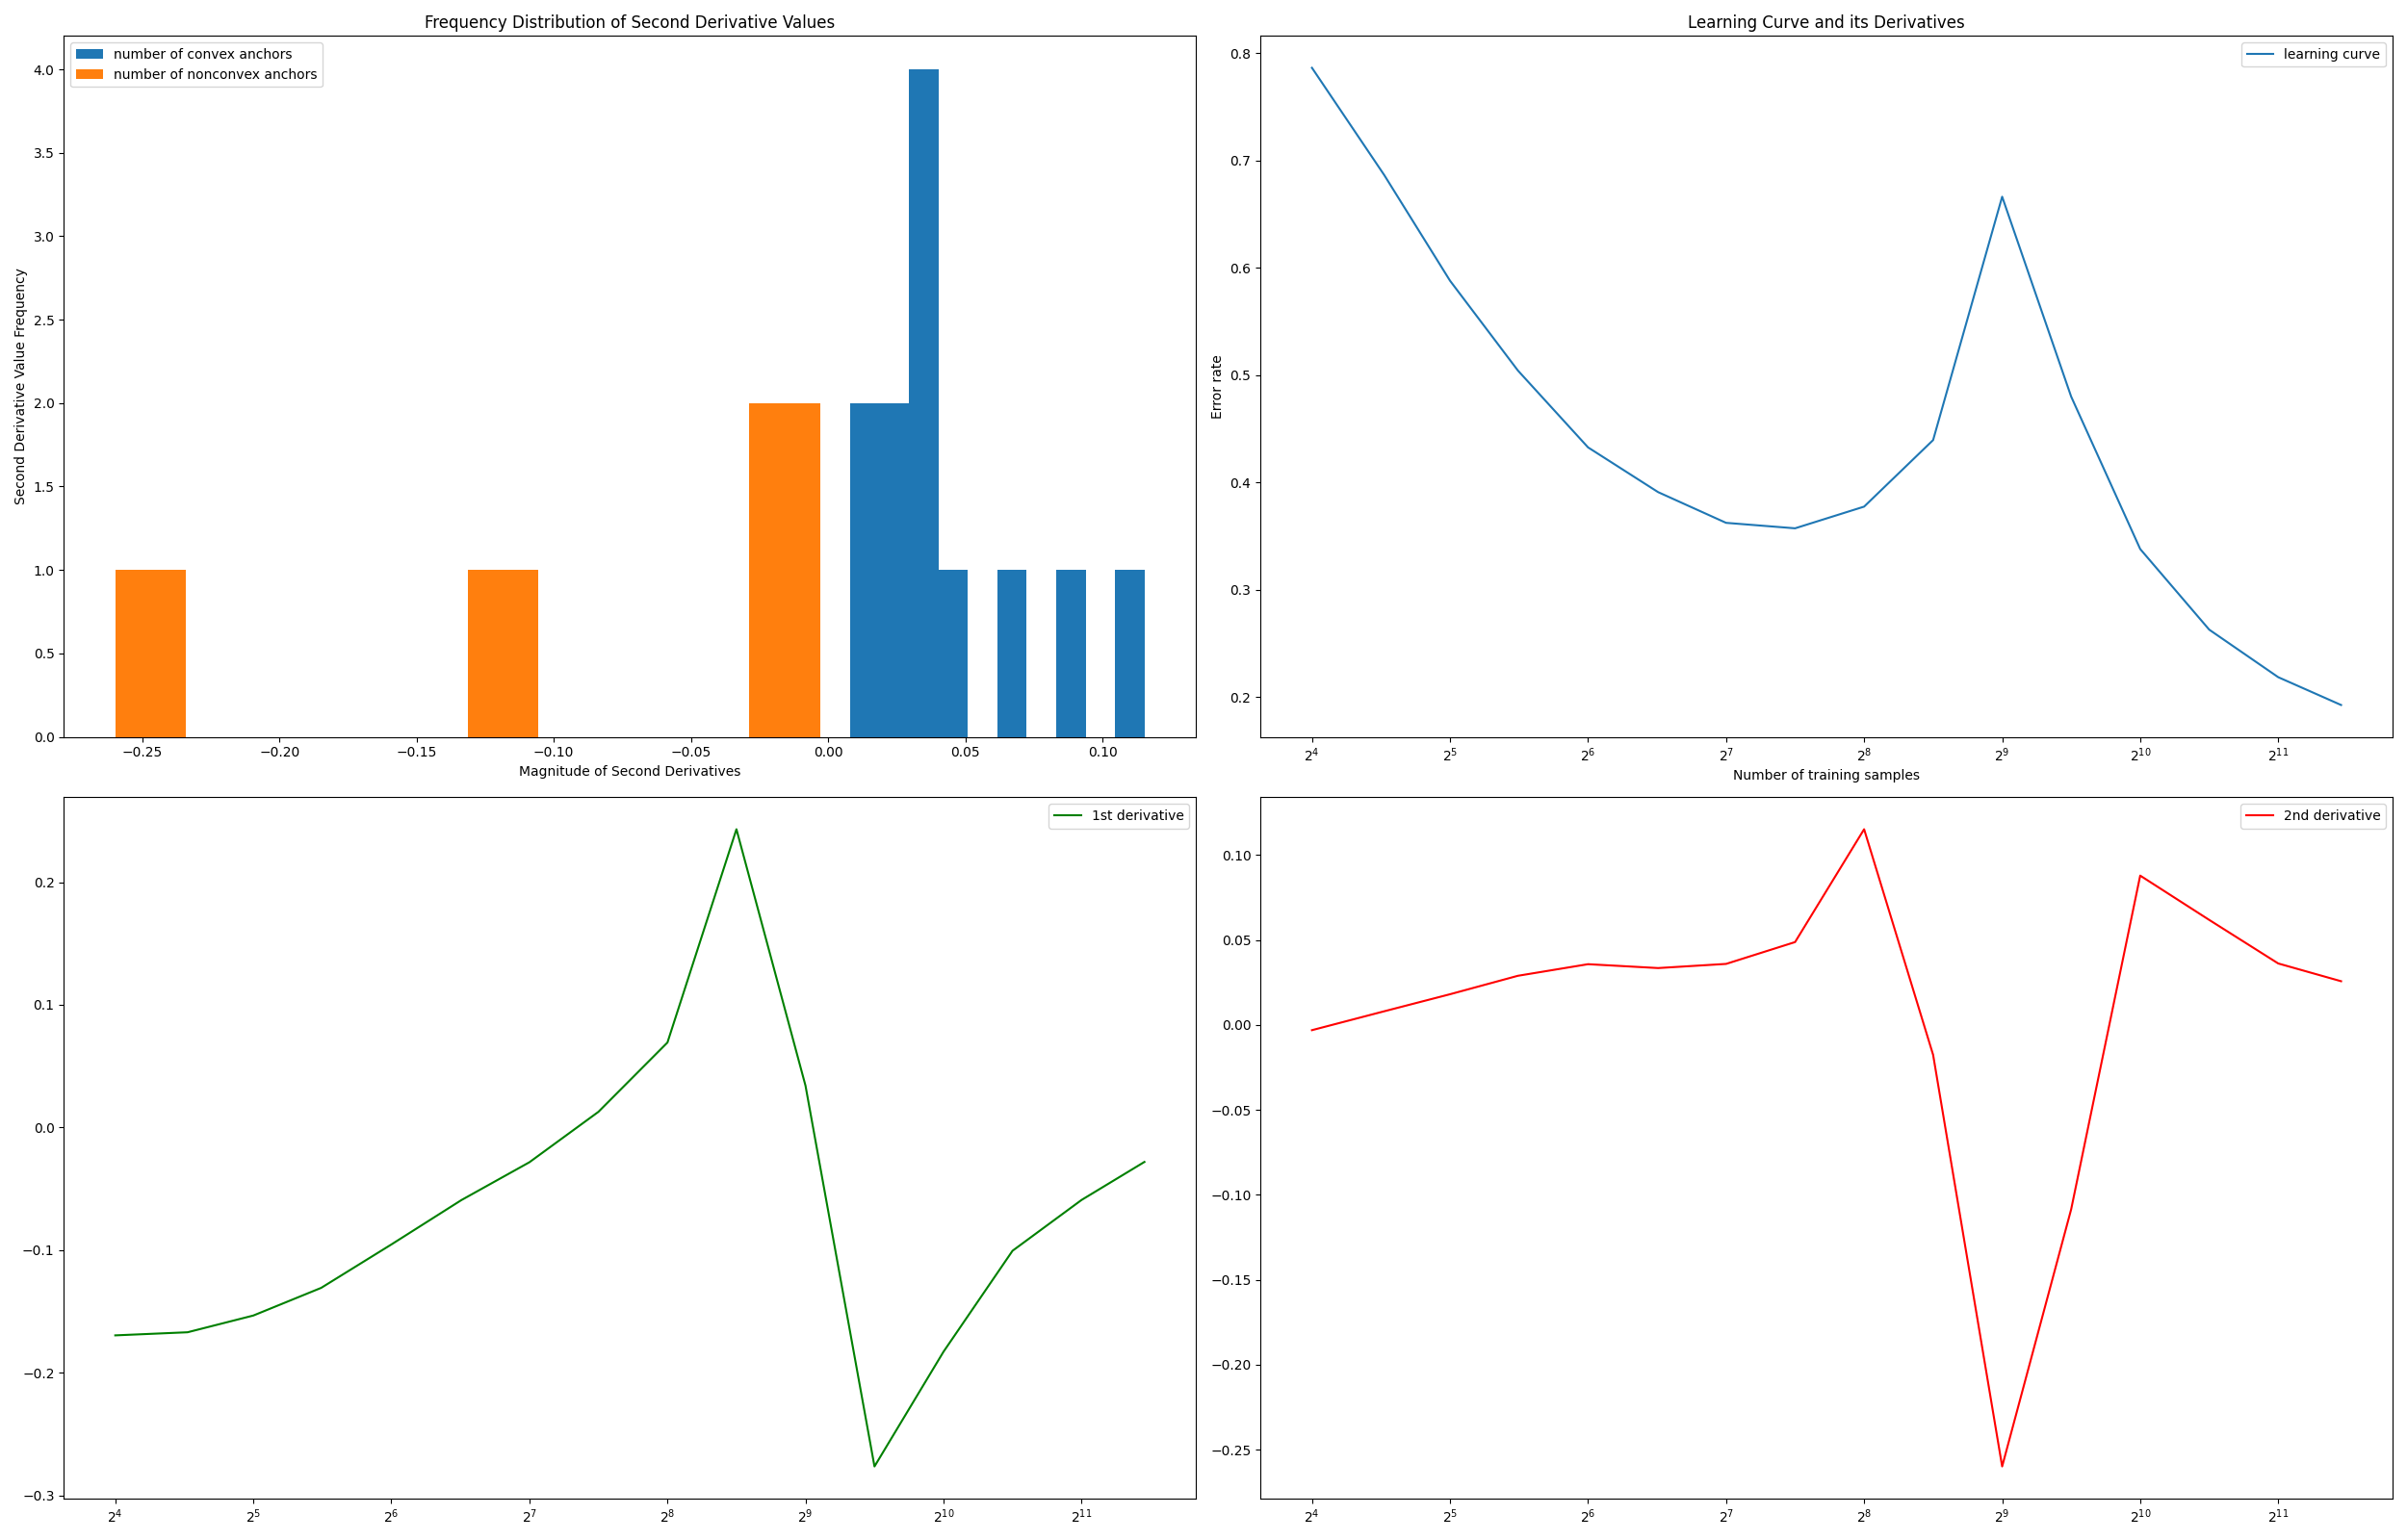 Frequency Distribution of Second Derivative Values
number of convex anchors
number of nonconvex anchors
Second Derivative Value Frequency
4.0
3.5
3.0
2.5
2.0
1.5
1.0
0.5
0.0
−0.25 −0.20 −0.15 −0.10 −0.05 0.00 0.05 0.10
Magnitude of Second Derivatives
Learning Curve and its Derivatives
learning curve
Error rate
0.8
0.7
0.6
0.5
0.4
0.3
0.2
2⁴ 2⁵ 2⁶ 2⁷ 2⁸ 2⁹ 2¹⁰ 2¹¹
Number of training samples
1st derivative
0.2
0.1
0.0
−0.1
−0.2
−0.3
2⁴ 2⁵ 2⁶ 2⁷ 2⁸ 2⁹ 2¹⁰ 2¹¹
2nd derivative
0.10
0.05
0.00
−0.05
−0.10
−0.15
−0.20
−0.25
2⁴ 2⁵ 2⁶ 2⁷ 2⁸ 2⁹ 2¹⁰ 2¹¹